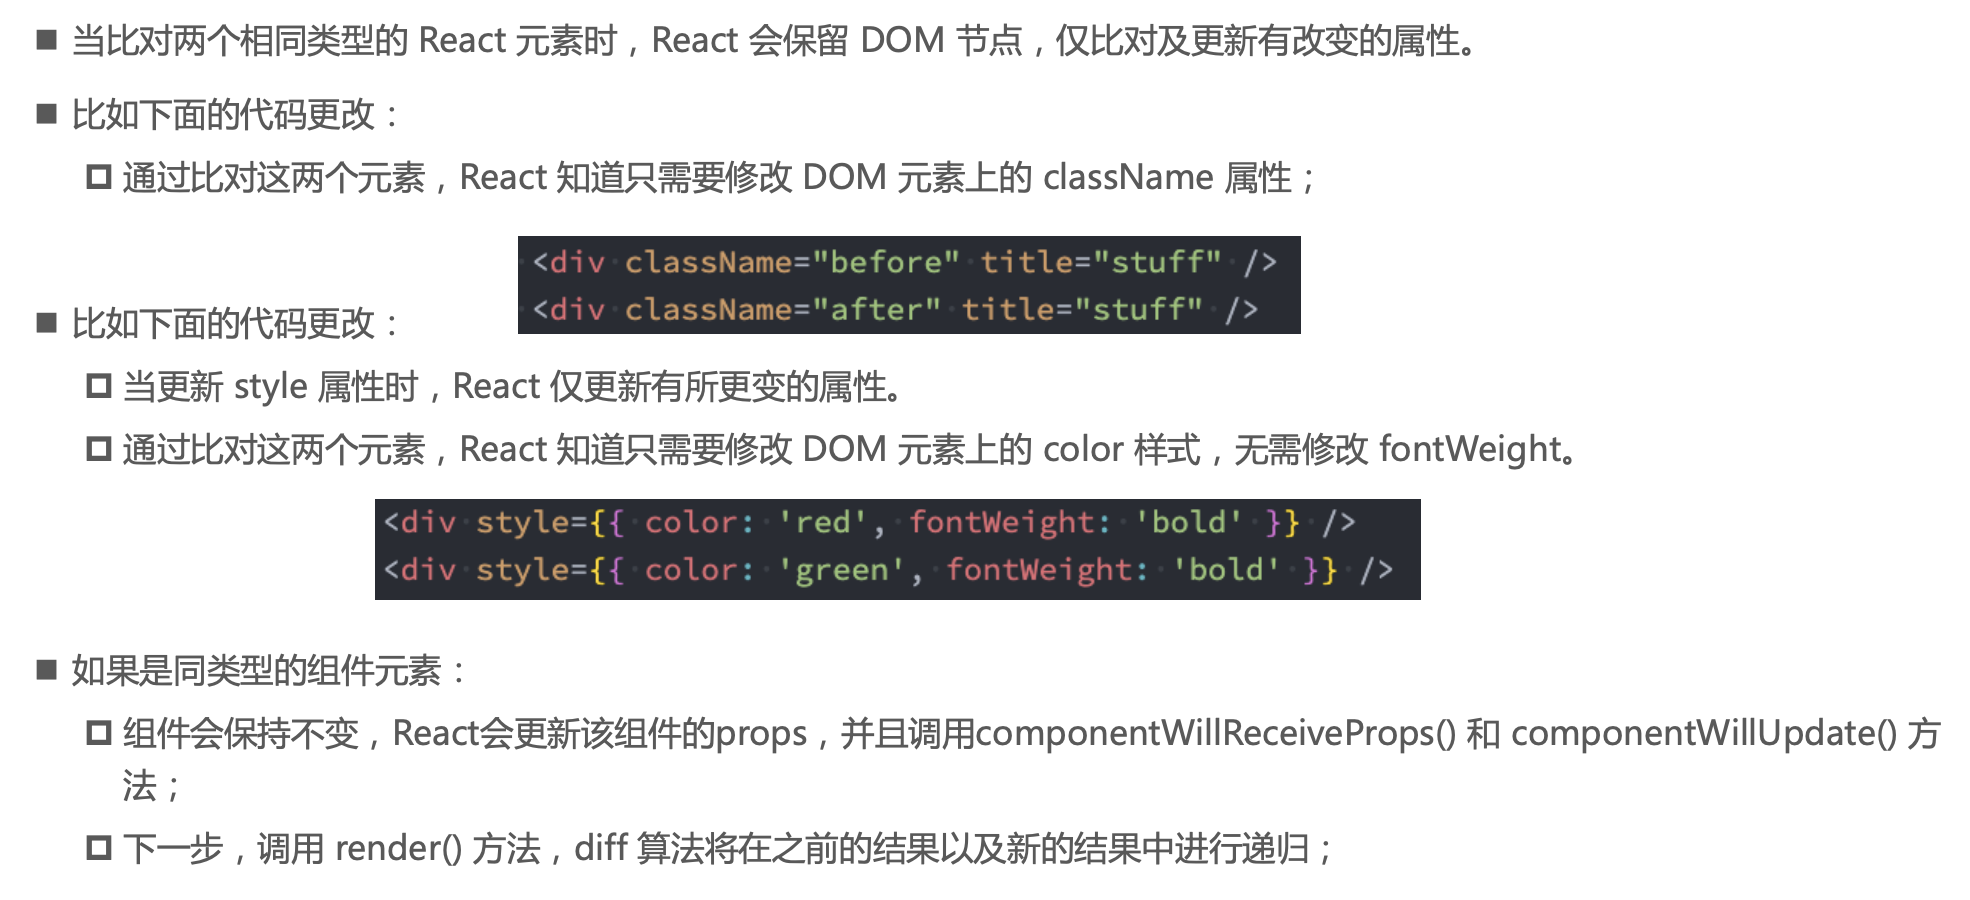 ■ 当比对两个相同类型的 React 元素时，React 会保留 DOM 节点，仅比对及更新有改变的属性。
■ 比如下面的代码更改：
通过比对这两个元素，React 知道只需要修改 DOM 元素上的 className 属性；
<div className="before" title="stuff" />
<div className="after" title="stuff" />
■ 比如下面的代码更改：
当更新 style 属性时，React 仅更新有所更变的属性。
通过比对这两个元素，React 知道只需要修改 DOM 元素上的 color 样式，无需修改 fontWeight。
<div style={{ color: 'red', fontWeight: 'bold' }} />
<div style={{ color: 'green', fontWeight: 'bold' }} />
■ 如果是同类型的组件元素：
组件会保持不变，React会更新该组件的props，并且调用componentWillReceiveProps() 和 componentWillUpdate() 方
法；
下一步，调用 render() 方法，diff 算法将在之前的结果以及新的结果中进行递归；